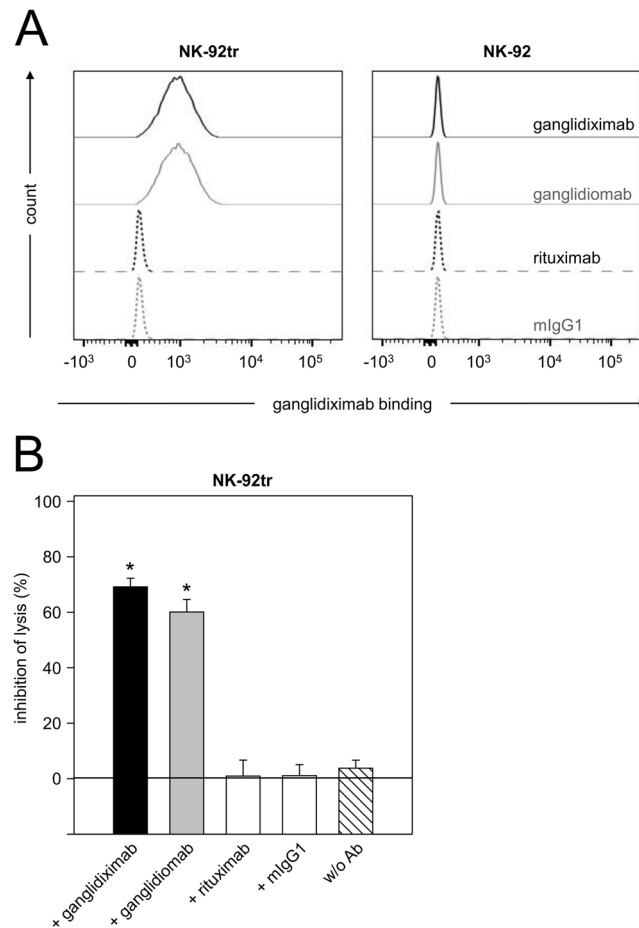 A
NK-92tr
NK-92
count
ganglidiximab
ganglidiomab
rituximab
mIgG1
-10³ 0 10³ 10⁴ 10⁵
-10³ 0 10³ 10⁴ 10⁵
ganglidiximab binding
B
NK-92tr
inhibition of lysis (%)
100
80
60
40
20
0
*
*
+ ganglidiximab
+ ganglidiomab
+ rituximab
+ mIgG1
w/o Ab